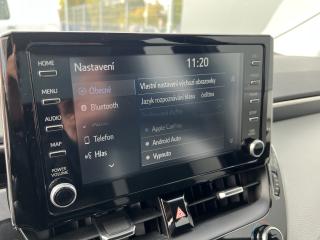 HOME
MENU
AUDIO
MAP
POWER
VOLUME
Nastavení
11:20
Obecné
Bluetooth
Telefon
Hlas
Vlastní nastavení výchozí obrazovky
Jazyk rozpoznávání hlasu čeština
Apple CarPlay
Android Auto
Vypnuto